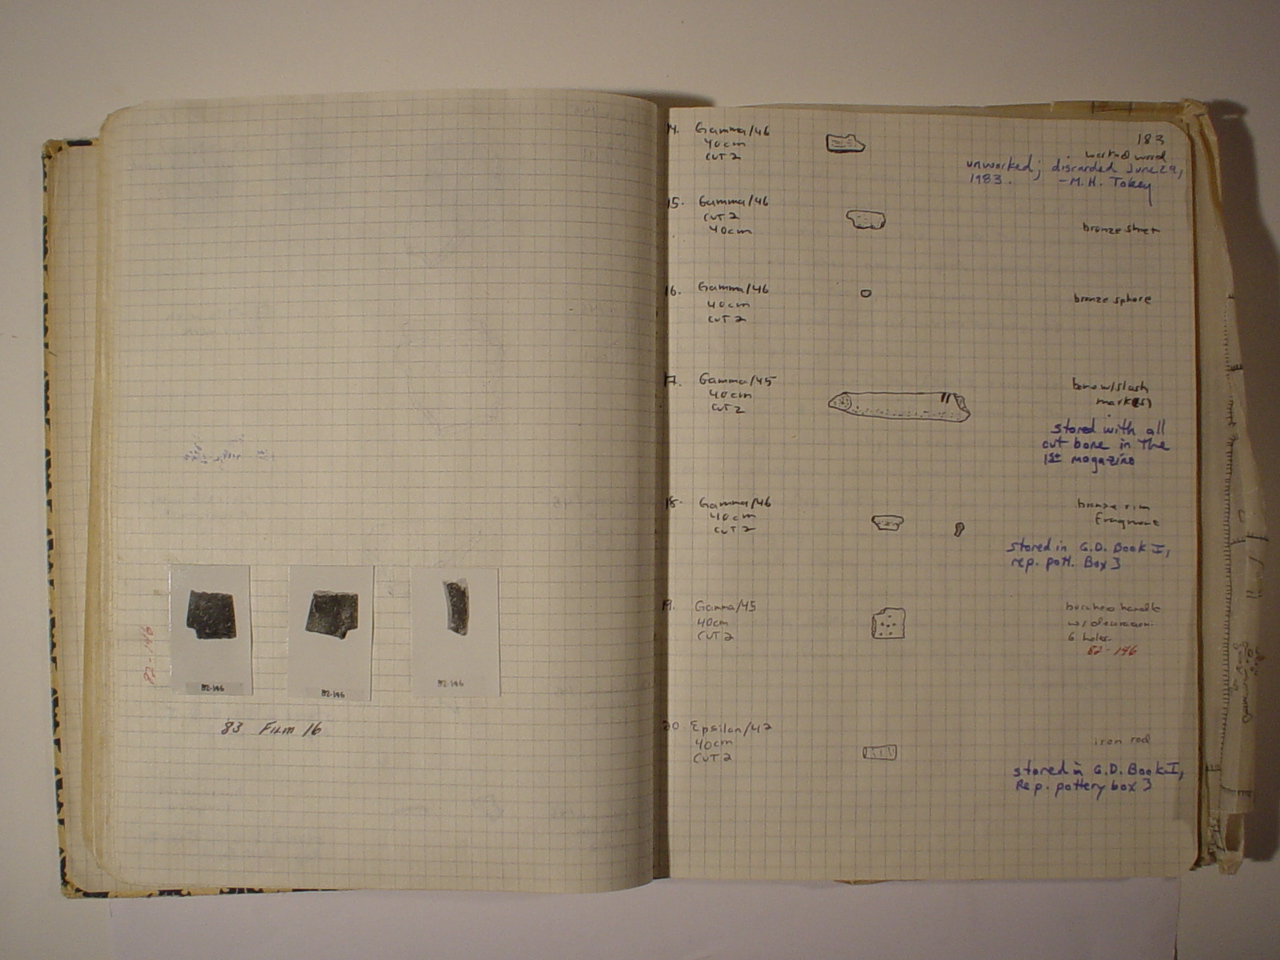 82-146
82-146
82-146
82-146
83 Film 16
183
14. Gamma/46
40cm
CUT 2
worked wood
unworked; discarded June 29,
1983. -M.H. Tokey
15. Gamma/46
CUT 2
40cm
bronze sheet
16. Gamma/46
40cm
CUT 2
bronze sphere
17. Gamma/45
40cm
CUT 2
bone w/slash
mark(s)
stored with all
cut bone in The
1st magazine
18. Gamma/46
40cm
CUT 2
bronze rim
fragment
stored in G.D. Book I,
rep. pott. Box 3
19. Gamma/45
40cm
CUT 2
handle
w/
6 holes
82-146
20 Epsilon/42
40cm
CUT 2
iron rod
stored in G.D. Book I,
Rep. pottery box 3